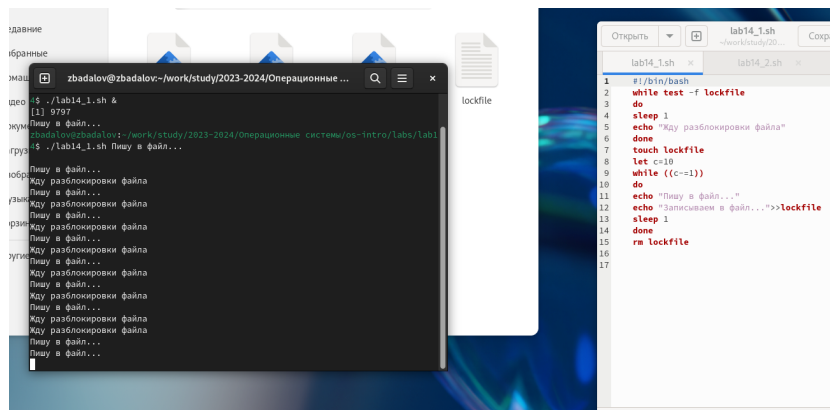 едавние
збранные
lockfile
zbadalov@zbadalov:~/work/study/2023-2024/Операционные ...
4$ ./lab14_1.sh &
[1] 9797
Пишу в файл...
zbadalov@zbadalov:~/work/study/2023-2024/Операционные системы/os-intro/labs/lab1
4$ ./lab14_1.sh Пишу в файл...
Пишу в файл...
Жду разблокировки файла
Пишу в файл...
Жду разблокировки файла
Пишу в файл...
Жду разблокировки файла
Пишу в файл...
Жду разблокировки файла
Пишу в файл...
Жду разблокировки файла
Пишу в файл...
Жду разблокировки файла
Пишу в файл...
Жду разблокировки файла
Жду разблокировки файла
Пишу в файл...
Пишу в файл...
Открыть
lab14_1.sh
~/work/study/20...
Сохра
lab14_1.sh ×
lab14_2.sh ×
1 #!/bin/bash
2 while test -f lockfile
3 do
4 sleep 1
5 echo "Жду разблокировки файла"
6 done
7 touch lockfile
8 let c=10
9 while ((c-=1))
10 do
11 echo "Пишу в файл..."
12 echo "Записываем в файл...">>lockfile
13 sleep 1
14 done
15 rm lockfile
16
17